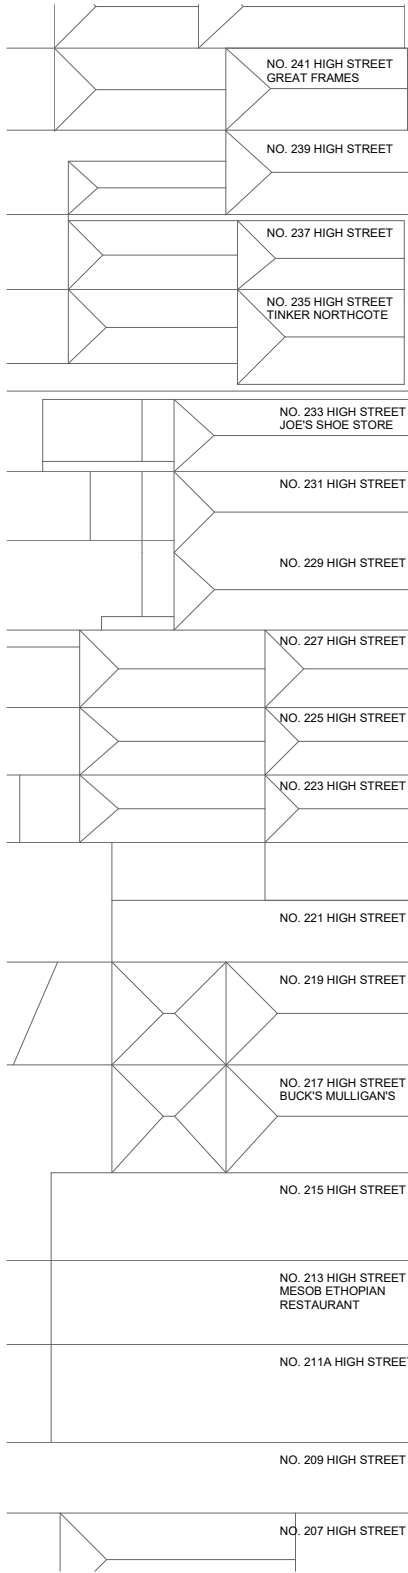 NO. 241 HIGH STREET
GREAT FRAMES
NO. 239 HIGH STREET
NO. 237 HIGH STREET
NO. 235 HIGH STREET
TINKER NORTHCOTE
NO. 233 HIGH STREET
JOE'S SHOE STORE
NO. 231 HIGH STREET
NO. 229 HIGH STREET
NO. 227 HIGH STREET
NO. 225 HIGH STREET
NO. 223 HIGH STREET
NO. 221 HIGH STREET
NO. 219 HIGH STREET
NO. 217 HIGH STREET
BUCK'S MULLIGAN'S
NO. 215 HIGH STREET
NO. 213 HIGH STREET
MESOB ETHOPIAN
RESTAURANT
NO. 211A HIGH STREET
NO. 209 HIGH STREET
NO. 207 HIGH STREET